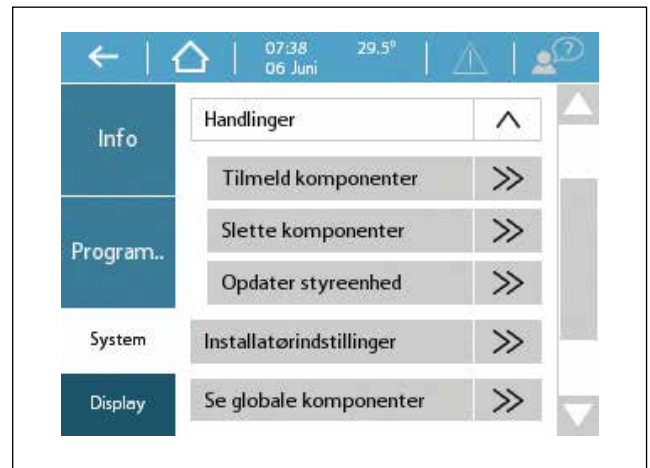 07:38 29.5°
06 Juni
?
Info
Program..
System
Display
Handlinger
Tilmeld komponenter
Slette komponenter
Opdater styreenhed
Installatørindstillinger
Se globale komponenter